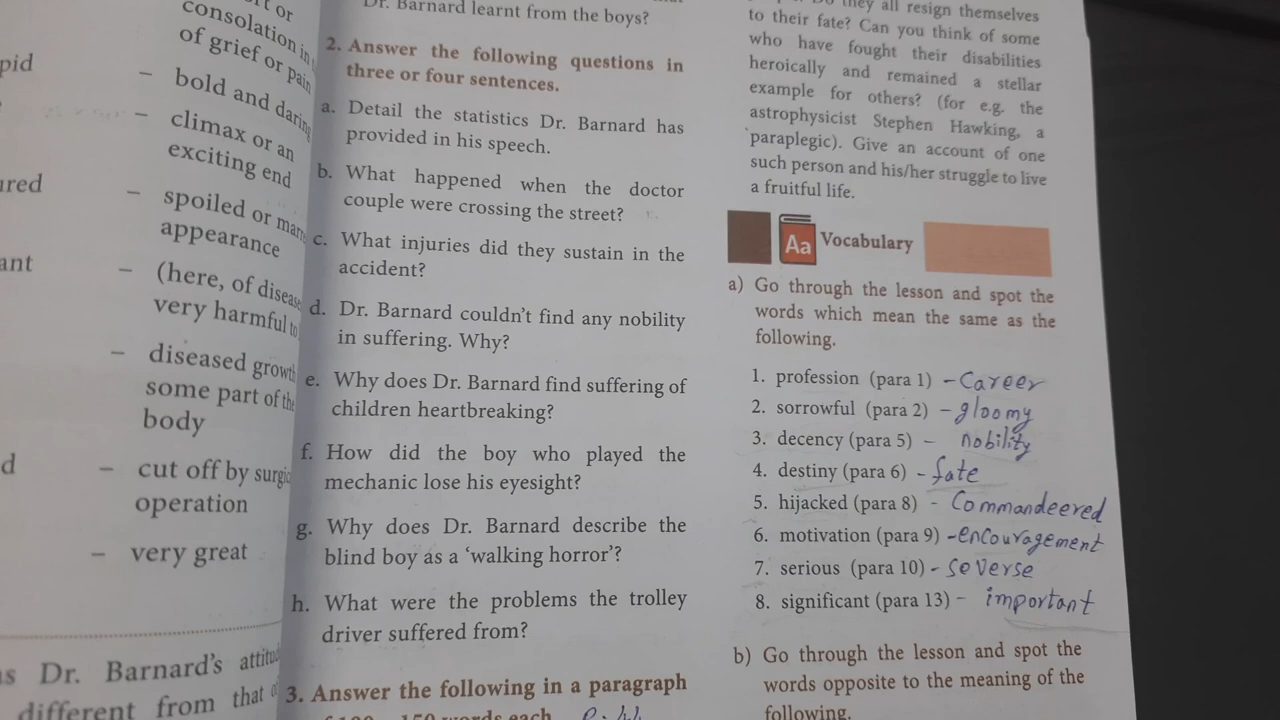 rt or
consolation in
of grief or pain
pid
– bold and daring
– climax or an
exciting end
ured
– spoiled or marr
appearance
ant
– (here, of disease
very harmful to
– diseased growth
some part of the
body
d
– cut off by surgic
operation
– very great
as Dr. Barnard's attitud
different from that o
Dr. Barnard learnt from the boys?
2. Answer the following questions in
three or four sentences.
a. Detail the statistics Dr. Barnard has
provided in his speech.
b. What happened when the doctor
couple were crossing the street?
c. What injuries did they sustain in the
accident?
d. Dr. Barnard couldn't find any nobility
in suffering. Why?
e. Why does Dr. Barnard find suffering of
children heartbreaking?
f. How did the boy who played the
mechanic lose his eyesight?
g. Why does Dr. Barnard describe the
blind boy as a 'walking horror'?
h. What were the problems the trolley
driver suffered from?
3. Answer the following in a paragraph
words each
they all resign themselves
to their fate? Can you think of some
who have fought their disabilities
heroically and remained a stellar
example for others? (for e.g. the
astrophysicist Stephen Hawking, a
paraplegic). Give an account of one
such person and his/her struggle to live
a fruitful life.
Aa Vocabulary
a) Go through the lesson and spot the
words which mean the same as the
following.
1. profession (para 1) – Career
2. sorrowful (para 2) – gloomy
3. decency (para 5) – nobility
4. destiny (para 6) – fate
5. hijacked (para 8) – Commandeered
6. motivation (para 9) – encouragement
7. serious (para 10) – Soverse
8. significant (para 13) – important
b) Go through the lesson and spot the
words opposite to the meaning of the
following.